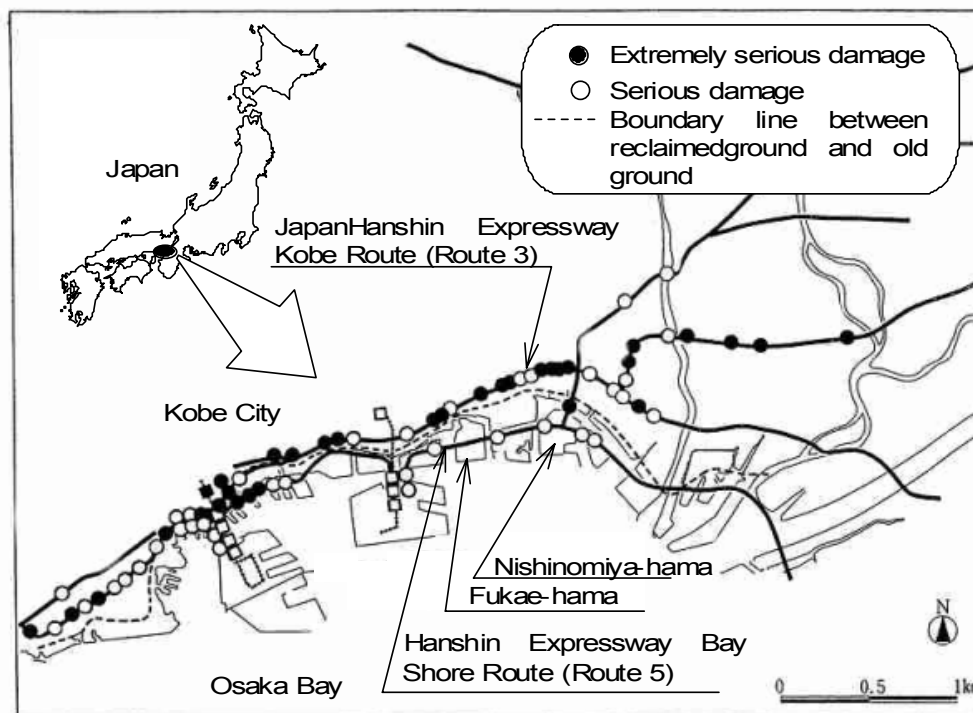 Extremely serious damage
Serious damage
Boundary line between
reclaimedground and old
ground
Japan
JapanHanshin Expressway
Kobe Route (Route 3)
Kobe City
Nishinomiya-hama
Fukae-hama
Hanshin Expressway Bay
Shore Route (Route 5)
Osaka Bay
N
0 0.5 1km